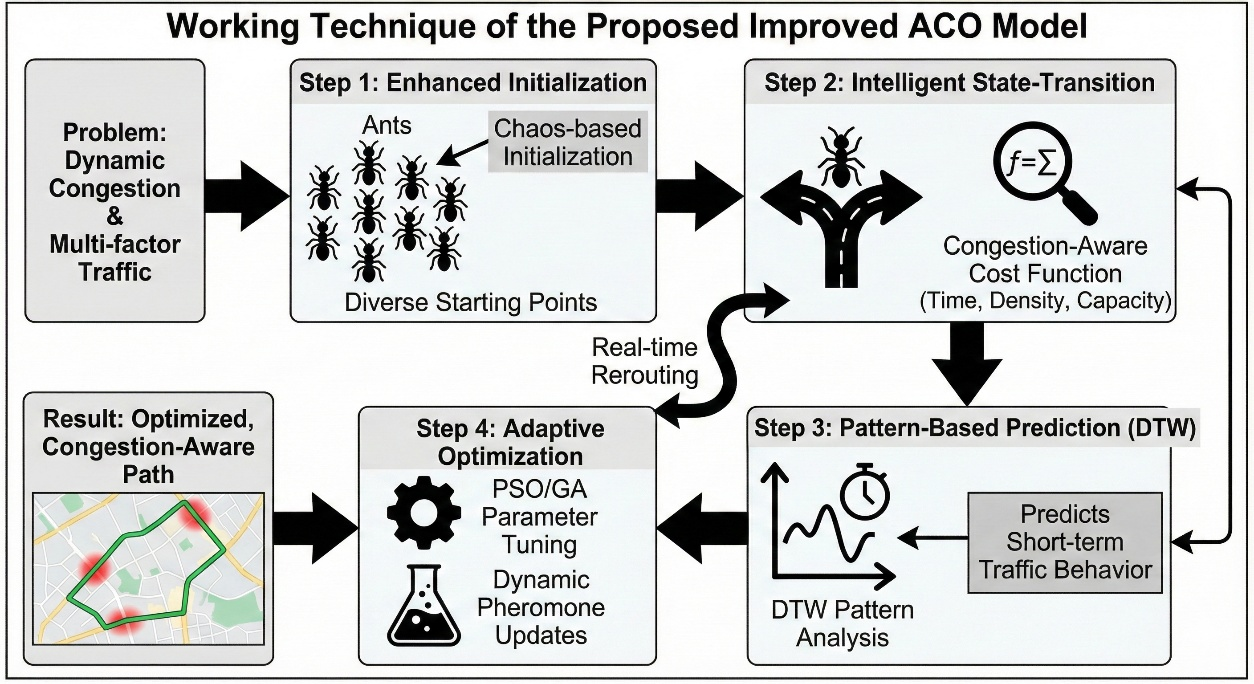 Working Technique of the Proposed Improved ACO Model
Problem:
Dynamic
Congestion
&
Multi-factor
Traffic
Step 1: Enhanced Initialization
Ants
Chaos-based
Initialization
Diverse Starting Points
Step 2: Intelligent State-Transition
f=∑
Congestion-Aware
Cost Function
(Time, Density, Capacity)
Real-time
Rerouting
Step 3: Pattern-Based Prediction (DTW)
Predicts
Short-term
Traffic Behavior
DTW Pattern
Analysis
Step 4: Adaptive
Optimization
PSO/GA
Parameter
Tuning
Dynamic
Pheromone
Updates
Result: Optimized,
Congestion-Aware
Path